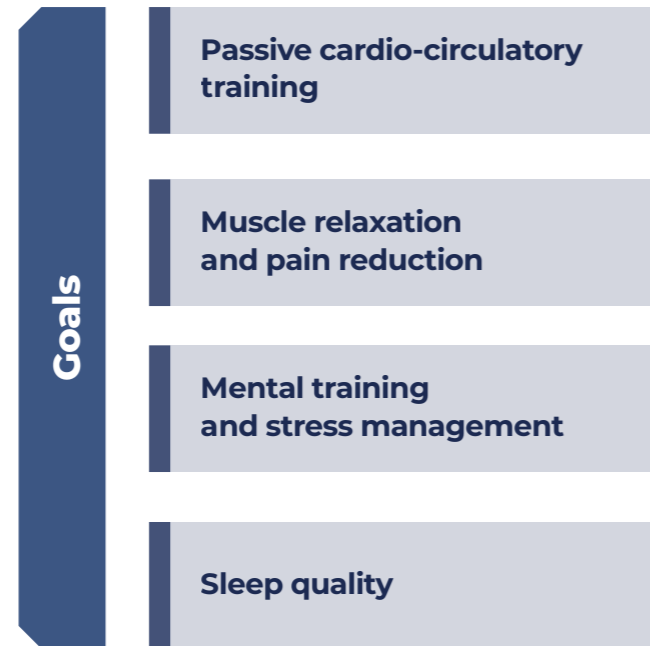 Goals
Passive cardio-circulatory
training
Muscle relaxation
and pain reduction
Mental training
and stress management
Sleep quality